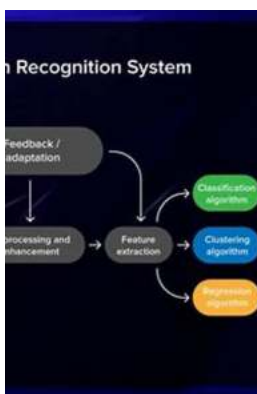 n Recognition System
Feedback /
adaptation
processing and
nhancement
Feature
extraction
Classification
algorithm
Clustering
algorithm
Regression
algorithm